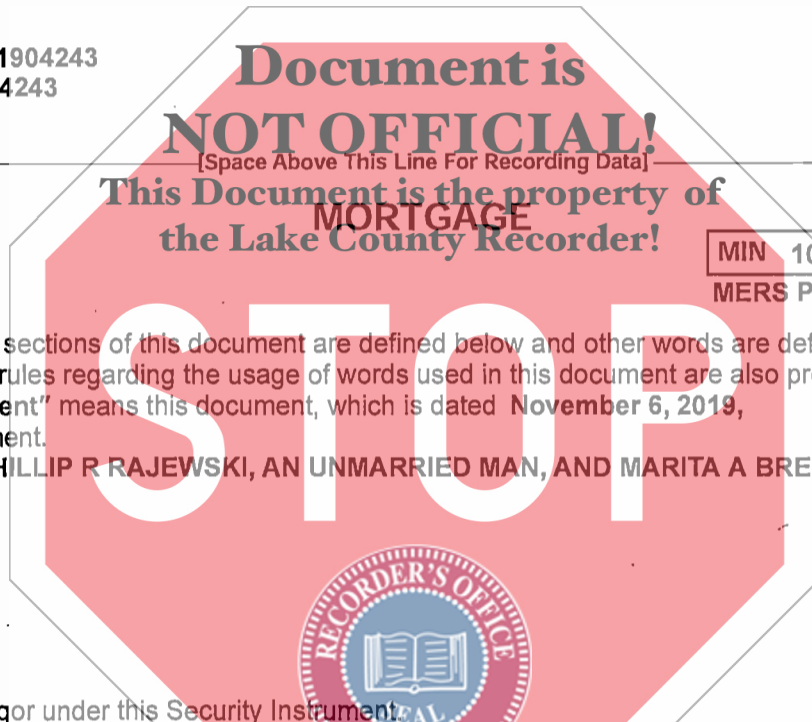 1904243
4243
Document is
NOT OFFICIAL!
[Space Above This Line For Recording Data]
This Document is the property of
MORTGAGE
the Lake County Recorder!
MIN 10
MERS P
STOP
sections of this document are defined below and other words are def
rules regarding the usage of words used in this document are also pr
ent" means this document, which is dated November 6, 2019,
ent.
HILLIP R RAJEWSKI, AN UNMARRIED MAN, AND MARITA A BRE
RECORDER'S OFFICE
SEAL
gor under this Security Instrument.